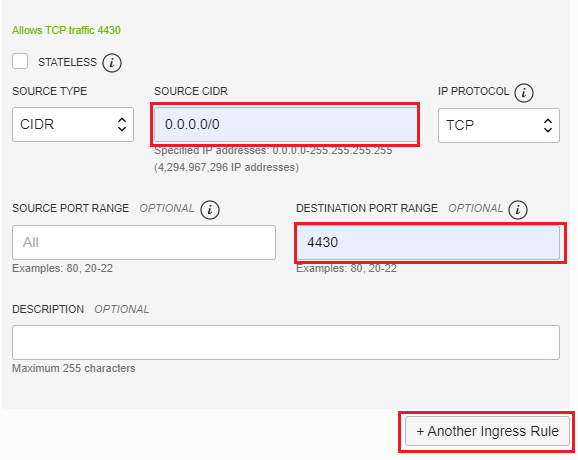 Allows TCP traffic 4430
STATELESS i
SOURCE TYPE SOURCE CIDR IP PROTOCOL i
CIDR 0.0.0.0/0 TCP
Specified IP addresses: 0.0.0.0-255.255.255.255
(4,294,967,296 IP addresses)
SOURCE PORT RANGE OPTIONAL i DESTINATION PORT RANGE OPTIONAL i
All 4430
Examples: 80, 20-22 Examples: 80, 20-22
DESCRIPTION OPTIONAL
Maximum 255 characters
+ Another Ingress Rule